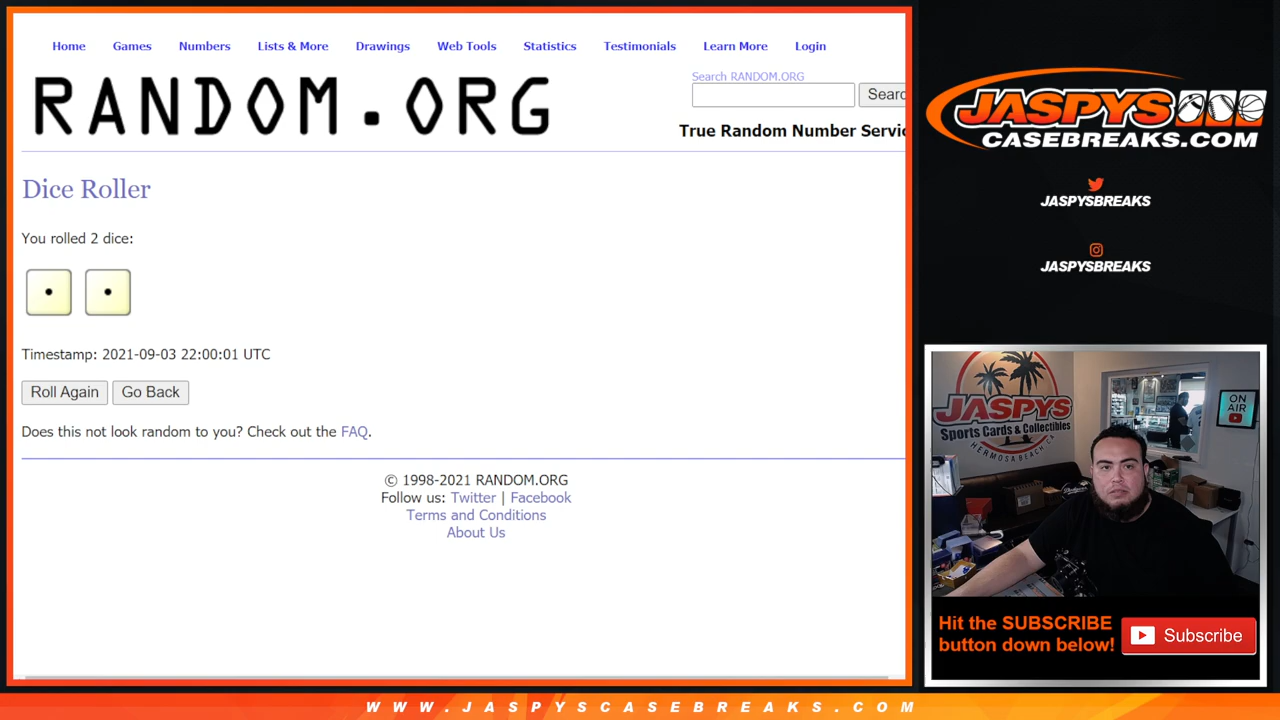 Home Games Numbers Lists & More Drawings Web Tools Statistics Testimonials Learn More Login
RANDOM.ORG
Search RANDOM.ORG
Searc
True Random Number Servic
Dice Roller
You rolled 2 dice:
Timestamp: 2021-09-03 22:00:01 UTC
Roll Again Go Back
Does this not look random to you? Check out the FAQ.
© 1998-2021 RANDOM.ORG
Follow us: Twitter | Facebook
Terms and Conditions
About Us
JASPYS
CASEBREAKS.COM
JASPYSBREAKS
JASPYSBREAKS
JASPYS
Sports Cards & Collectibles
HERMOSA BEACH, CA
ON
AIR
Hit the SUBSCRIBE
button down below!
Subscribe
WWW.JASPYSCASEBREAKS.COM